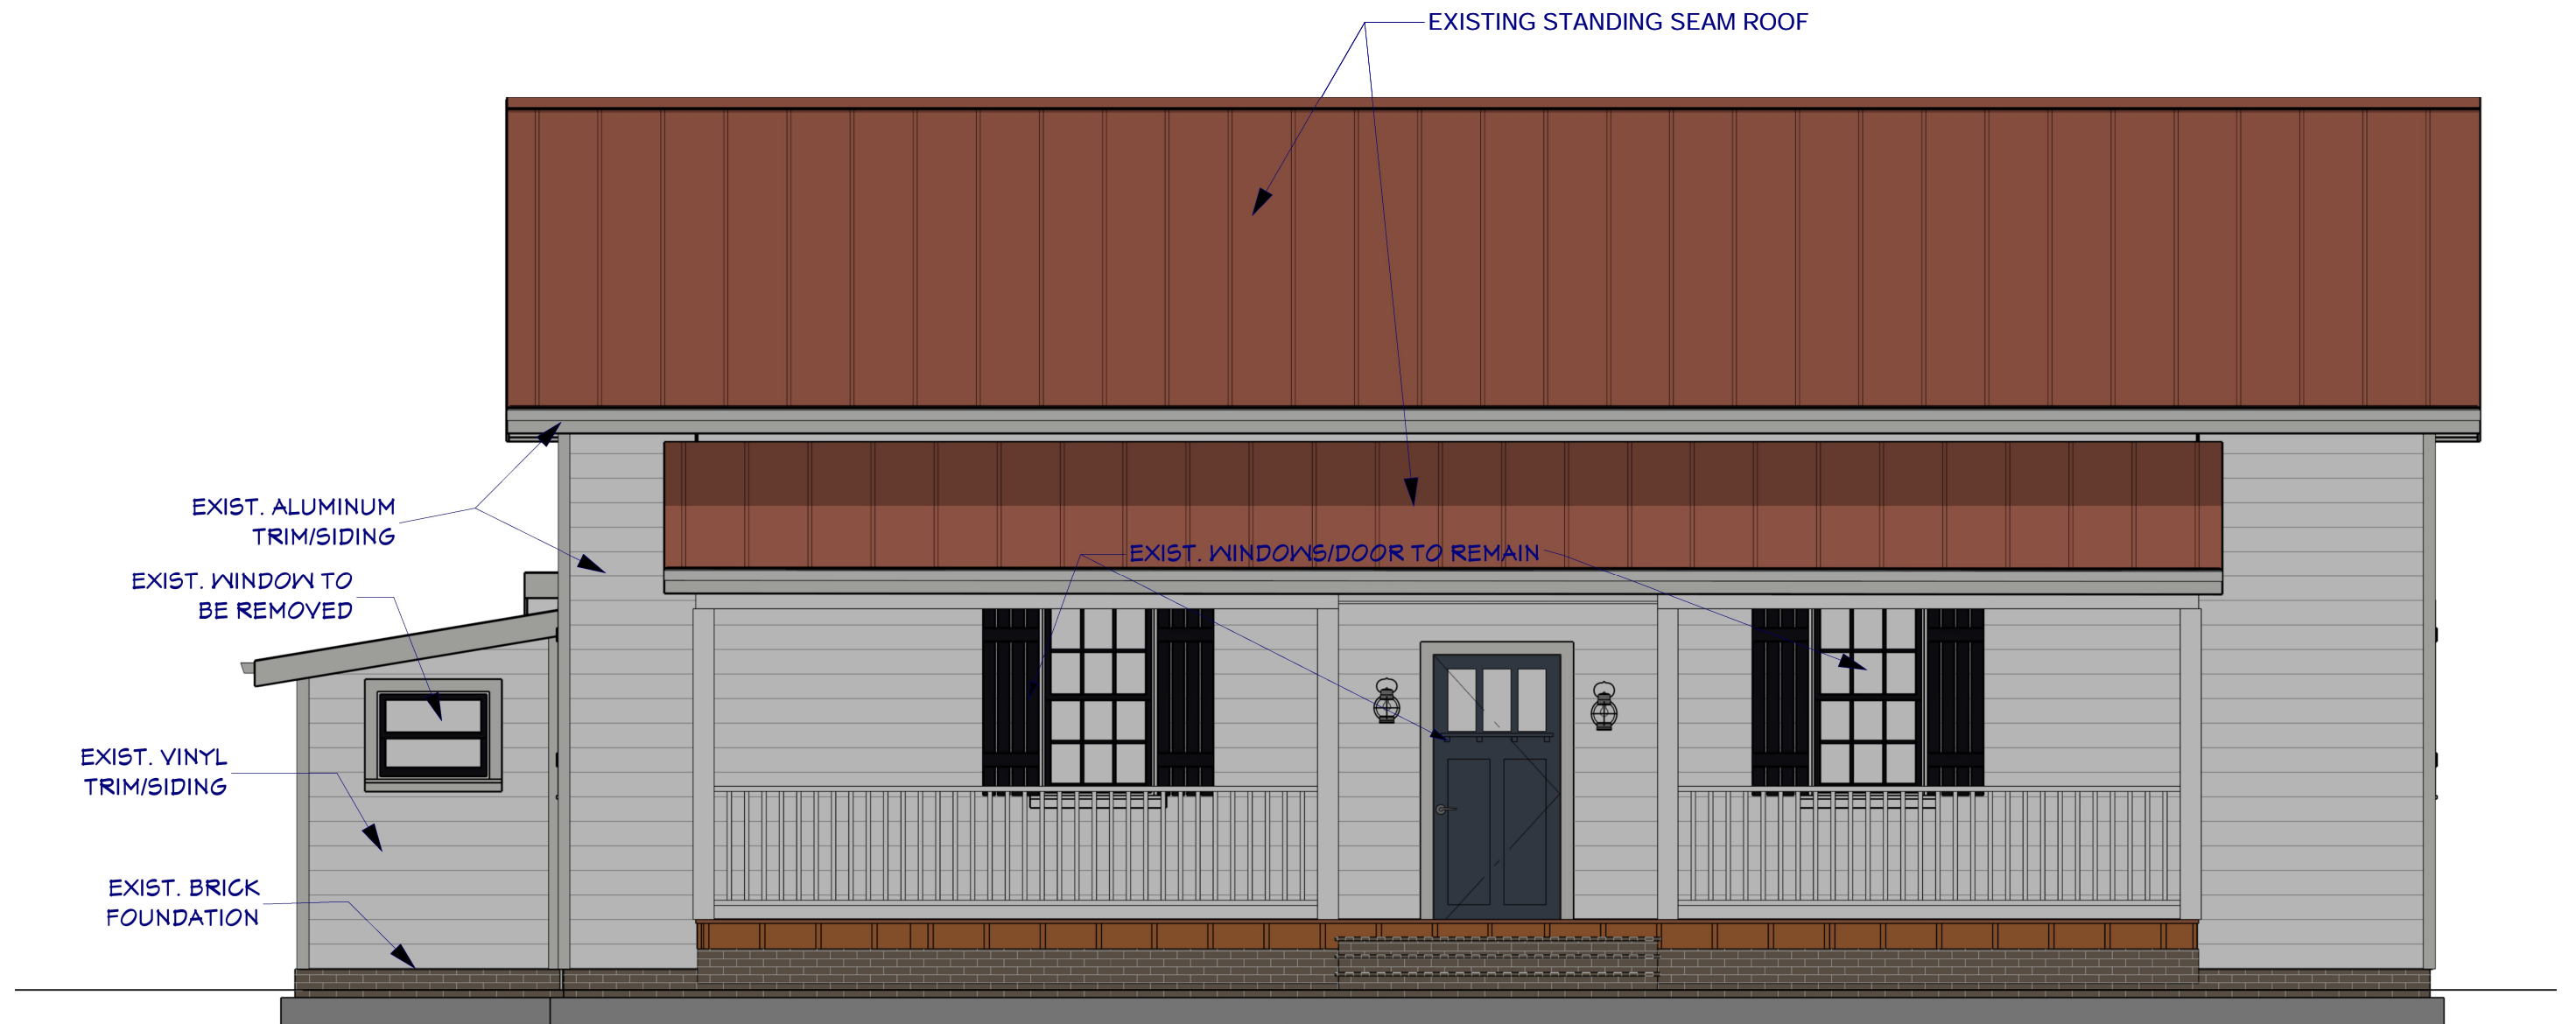 EXISTING STANDING SEAM ROOF
EXIST. ALUMINUM
TRIM/SIDING
EXIST. WINDOWS/DOOR TO REMAIN
EXIST. WINDOW TO
BE REMOVED
EXIST. VINYL
TRIM/SIDING
EXIST. BRICK
FOUNDATION